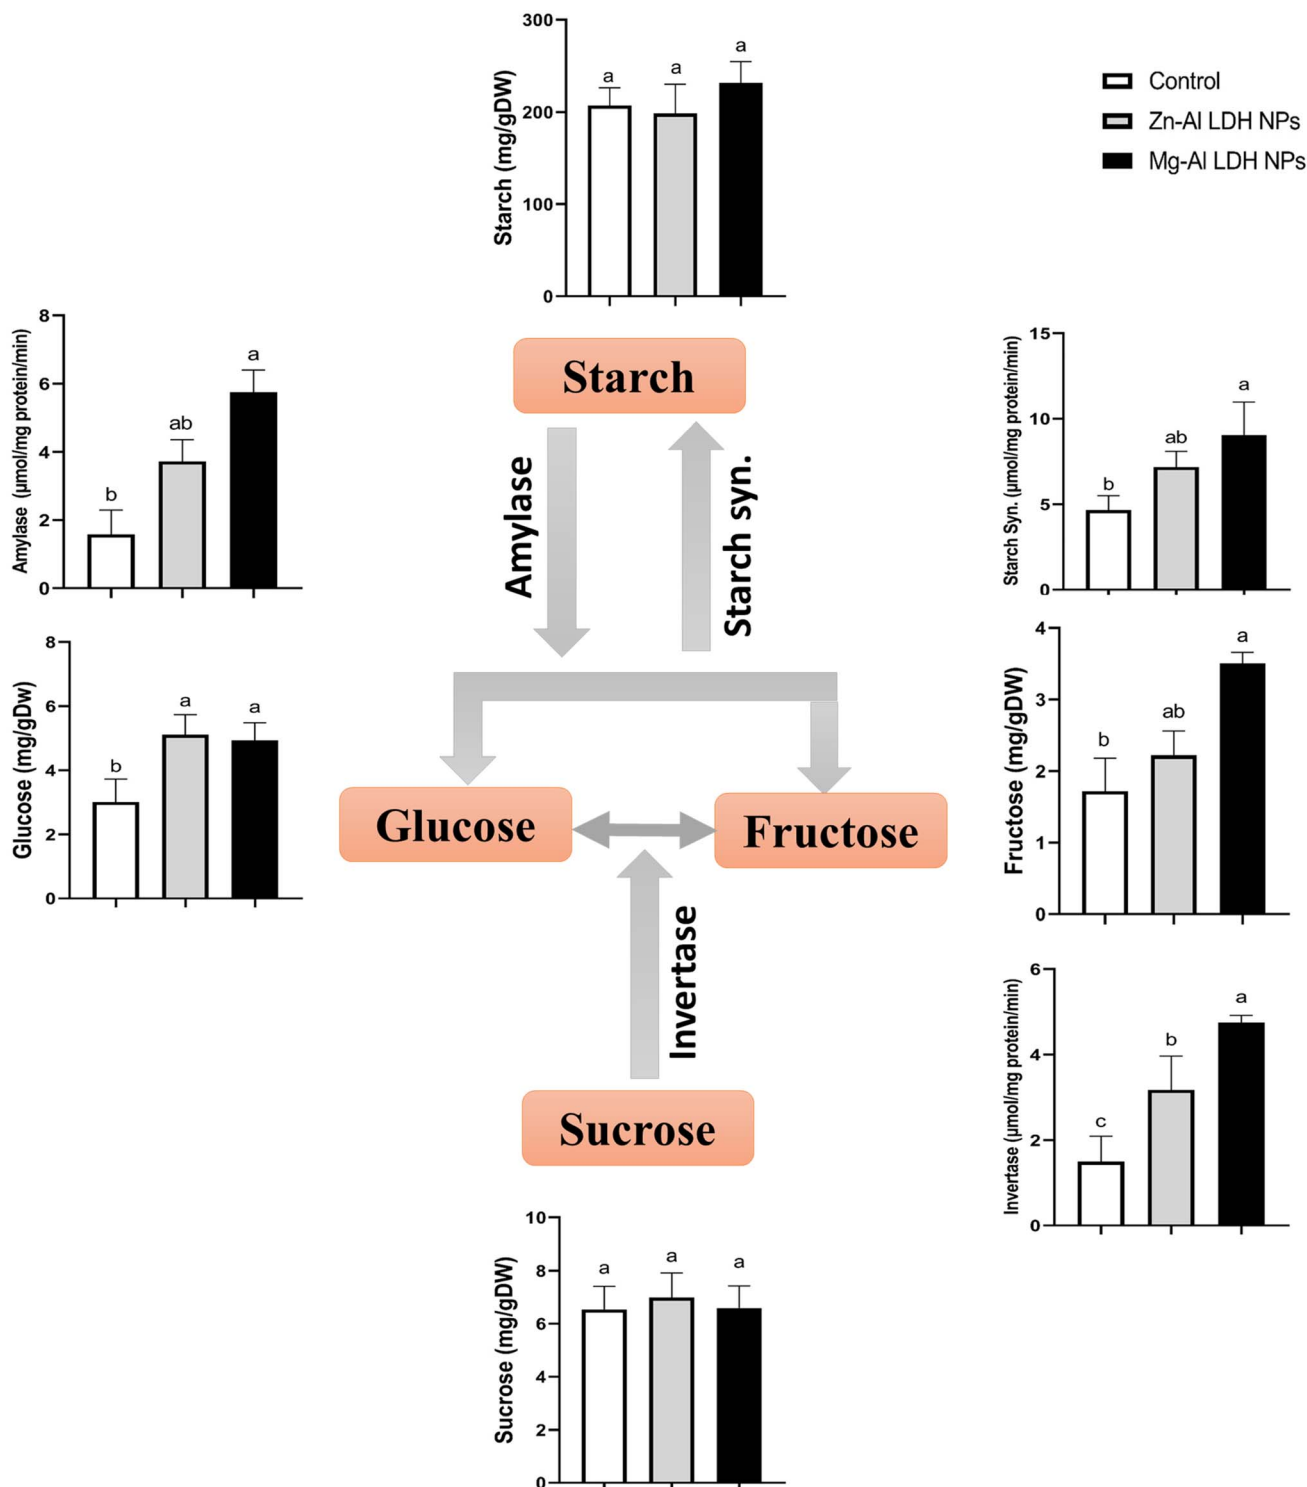 300
200
100
0
Starch (mg/gDW)
a
a
a
Control
Zn-Al LDH NPs
Mg-Al LDH NPs
8
6
4
2
0
Amylase (µmol/mg protein/min)
b
ab
a
Starch
Amylase
Starch syn.
15
10
5
0
Starch Syn. (µmol/mg protein/min)
b
ab
a
8
6
4
2
0
Glucose (mg/gDw)
b
a
a
Glucose
Fructose
4
3
2
1
0
Fructose (mg/gDW)
b
ab
a
Invertase
6
4
2
0
Invertase (µmol/mg protein/min)
c
b
a
Sucrose
10
8
6
4
2
0
Sucrose (mg/gDW)
a
a
a